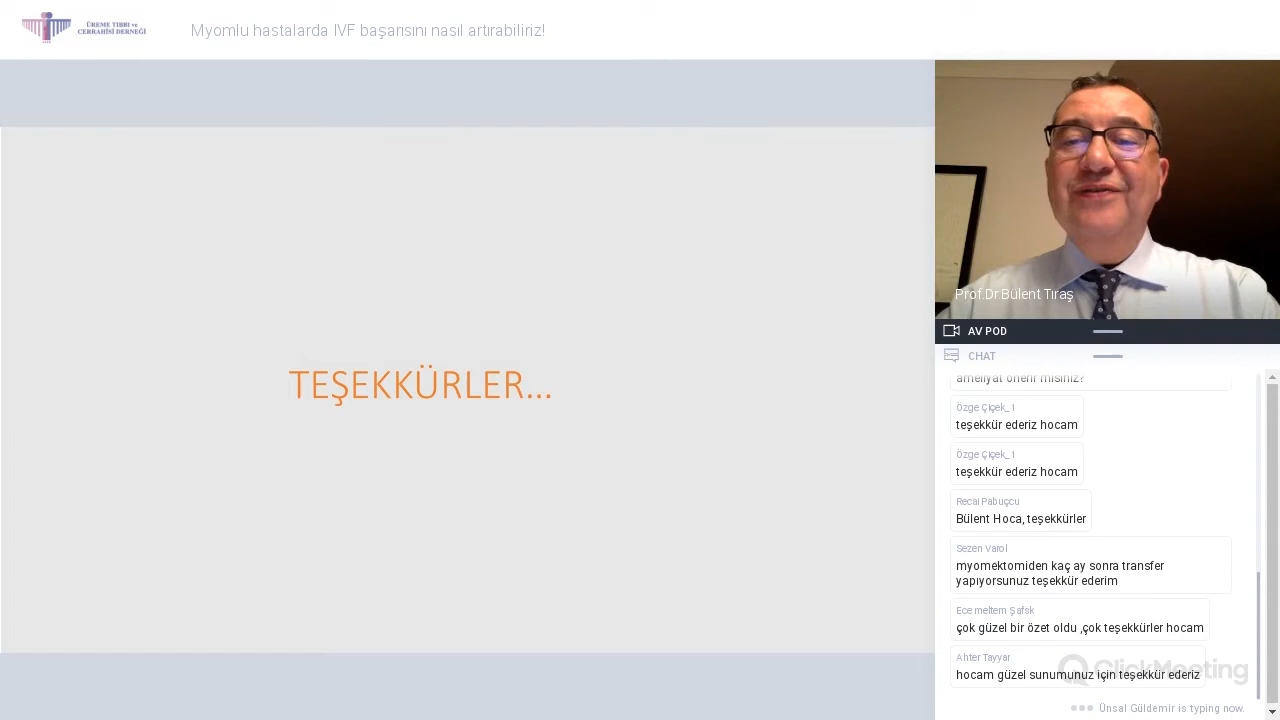 ÜREME TIBBI ve
CERRAHİSİ DERNEĞİ
Myomlu hastalarda IVF başarısını nasıl artırabiliriz!
TEŞEKKÜRLER...
Prof.Dr.Bülent Tıraş
AV POD
CHAT
ameliyat önerir misiniz?
Özge Çiçek_1
teşekkür ederiz hocam
Özge Çiçek_1
teşekkür ederiz hocam
Recai Pabuçcu
Bülent Hoca, teşekkürler
Sezen Varol
myomektomiden kaç ay sonra transfer
yapıyorsunuz teşekkür ederim
Ece meltem Şafsk
çok güzel bir özet oldu ,çok teşekkürler hocam
Ahter Tayyar
hocam güzel sunumunuz için teşekkür ederiz
ClickMeeting
Ünsal Güldemir is typing now.